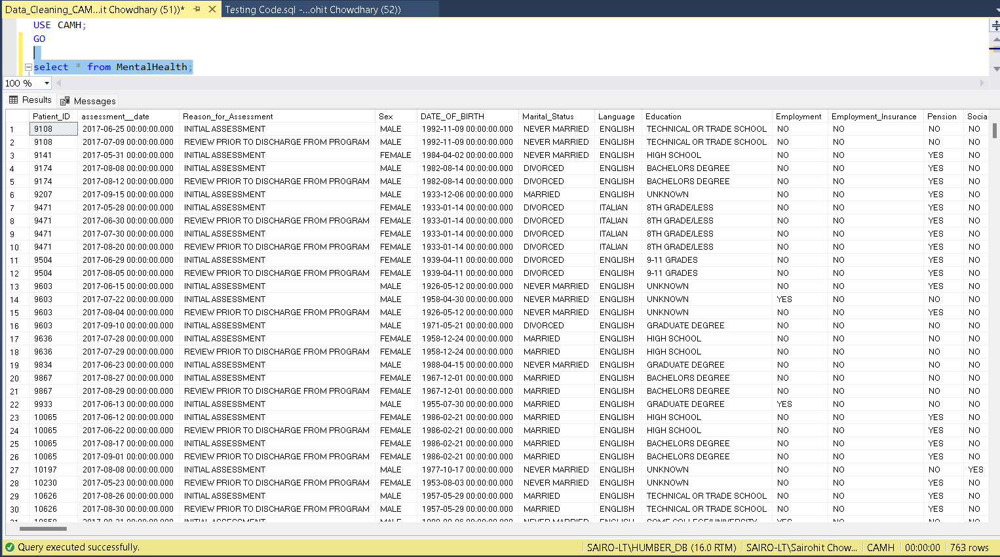 Data_Cleaning_CAM...it Chowdhary (51))* Testing Code.sql -...ohit Chowdhary (52))
USE CAMH;
GO
select * from MentalHealth;
100 %
Results Messages
Patient_ID assessment__date Reason_for_Assessment Sex DATE_OF_BIRTH Marital_Status Language Education Employment Employment_Insurance Pension Socia
1 9108 2017-06-25 00:00:00.000 INITIAL ASSESSMENT MALE 1992-11-09 00:00:00.000 NEVER MARRIED ENGLISH TECHNICAL OR TRADE SCHOOL NO NO NO NO
2 9108 2017-07-09 00:00:00.000 REVIEW PRIOR TO DISCHARGE FROM PROGRAM MALE 1992-11-09 00:00:00.000 NEVER MARRIED ENGLISH TECHNICAL OR TRADE SCHOOL NO NO NO NO
3 9141 2017-05-31 00:00:00.000 INITIAL ASSESSMENT FEMALE 1984-04-02 00:00:00.000 NEVER MARRIED ENGLISH HIGH SCHOOL NO NO YES NO
4 9174 2017-08-08 00:00:00.000 INITIAL ASSESSMENT MALE 1982-08-14 00:00:00.000 DIVORCED ENGLISH BACHELORS DEGREE NO NO YES NO
5 9174 2017-08-12 00:00:00.000 REVIEW PRIOR TO DISCHARGE FROM PROGRAM MALE 1982-08-14 00:00:00.000 DIVORCED ENGLISH BACHELORS DEGREE NO NO YES NO
6 9207 2017-09-15 00:00:00.000 INITIAL ASSESSMENT MALE 1933-12-06 00:00:00.000 MARRIED ENGLISH UNKNOWN NO NO YES NO
7 9471 2017-05-28 00:00:00.000 INITIAL ASSESSMENT FEMALE 1933-01-14 00:00:00.000 DIVORCED ITALIAN 8TH GRADE/LESS NO NO YES NO
8 9471 2017-06-30 00:00:00.000 REVIEW PRIOR TO DISCHARGE FROM PROGRAM FEMALE 1933-01-14 00:00:00.000 DIVORCED ITALIAN 8TH GRADE/LESS NO NO YES NO
9 9471 2017-07-30 00:00:00.000 INITIAL ASSESSMENT FEMALE 1933-01-14 00:00:00.000 DIVORCED ITALIAN 8TH GRADE/LESS NO NO YES NO
10 9471 2017-08-20 00:00:00.000 REVIEW PRIOR TO DISCHARGE FROM PROGRAM FEMALE 1933-01-14 00:00:00.000 DIVORCED ITALIAN 8TH GRADE/LESS NO NO YES NO
11 9504 2017-06-29 00:00:00.000 INITIAL ASSESSMENT FEMALE 1939-04-11 00:00:00.000 DIVORCED ENGLISH 9-11 GRADES NO NO YES NO
12 9504 2017-08-05 00:00:00.000 REVIEW PRIOR TO DISCHARGE FROM PROGRAM FEMALE 1939-04-11 00:00:00.000 DIVORCED ENGLISH 9-11 GRADES NO NO YES NO
13 9603 2017-06-15 00:00:00.000 INITIAL ASSESSMENT MALE 1926-05-12 00:00:00.000 NEVER MARRIED ENGLISH UNKNOWN NO NO YES NO
14 9603 2017-07-22 00:00:00.000 INITIAL ASSESSMENT MALE 1958-04-30 00:00:00.000 NEVER MARRIED ENGLISH UNKNOWN YES NO NO NO
15 9603 2017-08-04 00:00:00.000 REVIEW PRIOR TO DISCHARGE FROM PROGRAM MALE 1926-05-12 00:00:00.000 NEVER MARRIED ENGLISH UNKNOWN NO NO YES NO
16 9603 2017-09-10 00:00:00.000 INITIAL ASSESSMENT MALE 1971-05-21 00:00:00.000 DIVORCED ENGLISH GRADUATE DEGREE NO NO NO NO
17 9636 2017-07-28 00:00:00.000 INITIAL ASSESSMENT FEMALE 1958-12-24 00:00:00.000 MARRIED ENGLISH HIGH SCHOOL NO NO NO NO
18 9636 2017-07-29 00:00:00.000 REVIEW PRIOR TO DISCHARGE FROM PROGRAM FEMALE 1958-12-24 00:00:00.000 MARRIED ENGLISH HIGH SCHOOL NO NO NO NO
19 9834 2017-06-23 00:00:00.000 INITIAL ASSESSMENT MALE 1988-04-15 00:00:00.000 NEVER MARRIED ENGLISH GRADUATE DEGREE NO NO NO NO
20 9867 2017-08-27 00:00:00.000 INITIAL ASSESSMENT FEMALE 1967-12-01 00:00:00.000 MARRIED ENGLISH BACHELORS DEGREE NO NO NO NO
21 9867 2017-08-29 00:00:00.000 REVIEW PRIOR TO DISCHARGE FROM PROGRAM FEMALE 1967-12-01 00:00:00.000 MARRIED ENGLISH BACHELORS DEGREE NO NO NO NO
22 9933 2017-06-13 00:00:00.000 INITIAL ASSESSMENT MALE 1955-07-30 00:00:00.000 MARRIED ENGLISH GRADUATE DEGREE YES NO NO NO
23 10065 2017-06-12 00:00:00.000 INITIAL ASSESSMENT FEMALE 1986-02-21 00:00:00.000 MARRIED ENGLISH HIGH SCHOOL NO NO YES NO
24 10065 2017-06-22 00:00:00.000 REVIEW PRIOR TO DISCHARGE FROM PROGRAM FEMALE 1986-02-21 00:00:00.000 MARRIED ENGLISH HIGH SCHOOL NO NO YES NO
25 10065 2017-08-17 00:00:00.000 INITIAL ASSESSMENT FEMALE 1986-02-21 00:00:00.000 MARRIED ENGLISH BACHELORS DEGREE NO NO YES NO
26 10065 2017-09-01 00:00:00.000 REVIEW PRIOR TO DISCHARGE FROM PROGRAM FEMALE 1986-02-21 00:00:00.000 MARRIED ENGLISH BACHELORS DEGREE NO NO YES NO
27 10197 2017-08-08 00:00:00.000 INITIAL ASSESSMENT MALE 1977-10-17 00:00:00.000 NEVER MARRIED ENGLISH UNKNOWN NO NO NO YES
28 10230 2017-05-23 00:00:00.000 REVIEW PRIOR TO DISCHARGE FROM PROGRAM FEMALE 1953-08-03 00:00:00.000 NEVER MARRIED ENGLISH UNKNOWN NO NO YES NO
29 10626 2017-08-26 00:00:00.000 INITIAL ASSESSMENT MALE 1957-05-29 00:00:00.000 MARRIED ENGLISH TECHNICAL OR TRADE SCHOOL NO NO YES NO
30 10626 2017-08-30 00:00:00.000 REVIEW PRIOR TO DISCHARGE FROM PROGRAM MALE 1957-05-29 00:00:00.000 MARRIED ENGLISH TECHNICAL OR TRADE SCHOOL NO NO YES NO
Query executed successfully. SAIRO-LT\HUMBER_DB (16.0 RTM) SAIRO-LT\Sairohit Chow... CAMH 00:00:00 763 rows